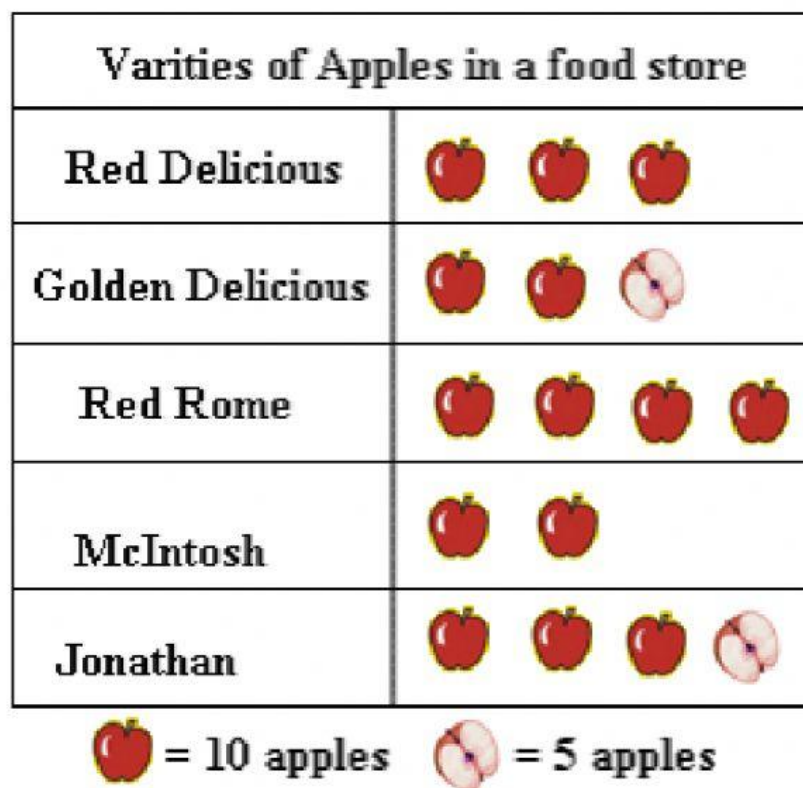 Varities of Apples in a food store
Red Delicious
Golden Delicious
Red Rome
McIntosh
Jonathan
= 10 apples = 5 apples